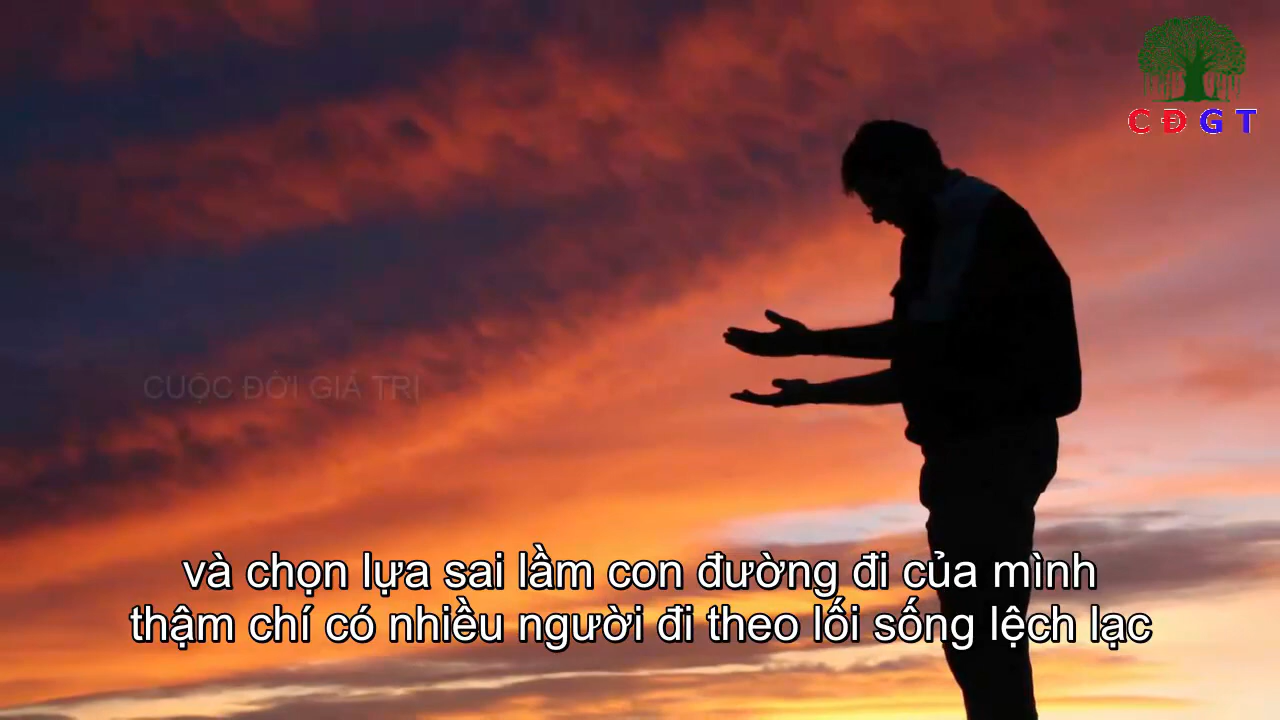 CĐGT
CUỘC ĐỜI GIÁ TRỊ
và chọn lựa sai lầm con đường đi của mình
thậm chí có nhiều người đi theo lối sống lệch lạc